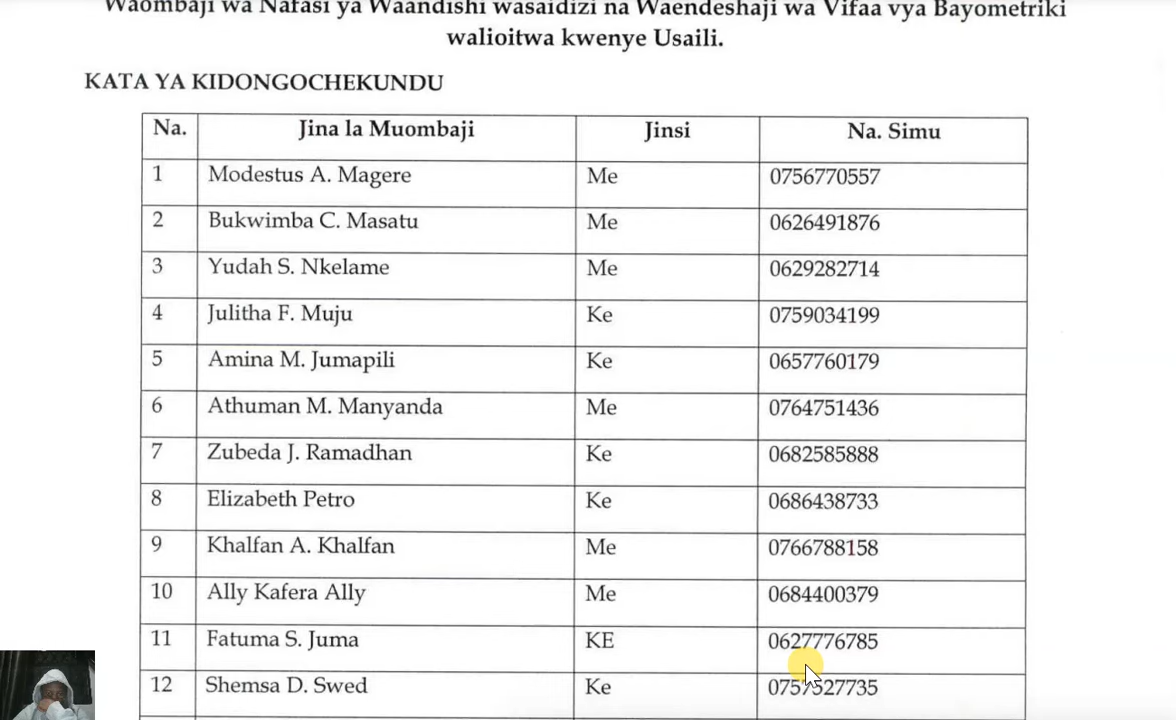 Waombaji wa Nafasi ya Waandishi wasaidizi na Waendeshaji wa Vifaa vya Bayometriki
walioitwa kwenye Usaili.
KATA YA KIDONGOCHEKUNDU
Na. Jina la Muombaji Jinsi Na. Simu
1 Modestus A. Magere Me 0756770557
2 Bukwimba C. Masatu Me 0626491876
3 Yudah S. Nkelame Me 0629282714
4 Julitha F. Muju Ke 0759034199
5 Amina M. Jumapili Ke 0657760179
6 Athuman M. Manyanda Me 0764751436
7 Zubeda J. Ramadhan Ke 0682585888
8 Elizabeth Petro Ke 0686438733
9 Khalfan A. Khalfan Me 0766788158
10 Ally Kafera Ally Me 0684400379
11 Fatuma S. Juma KE 0627776785
12 Shemsa D. Swed Ke 0757527735